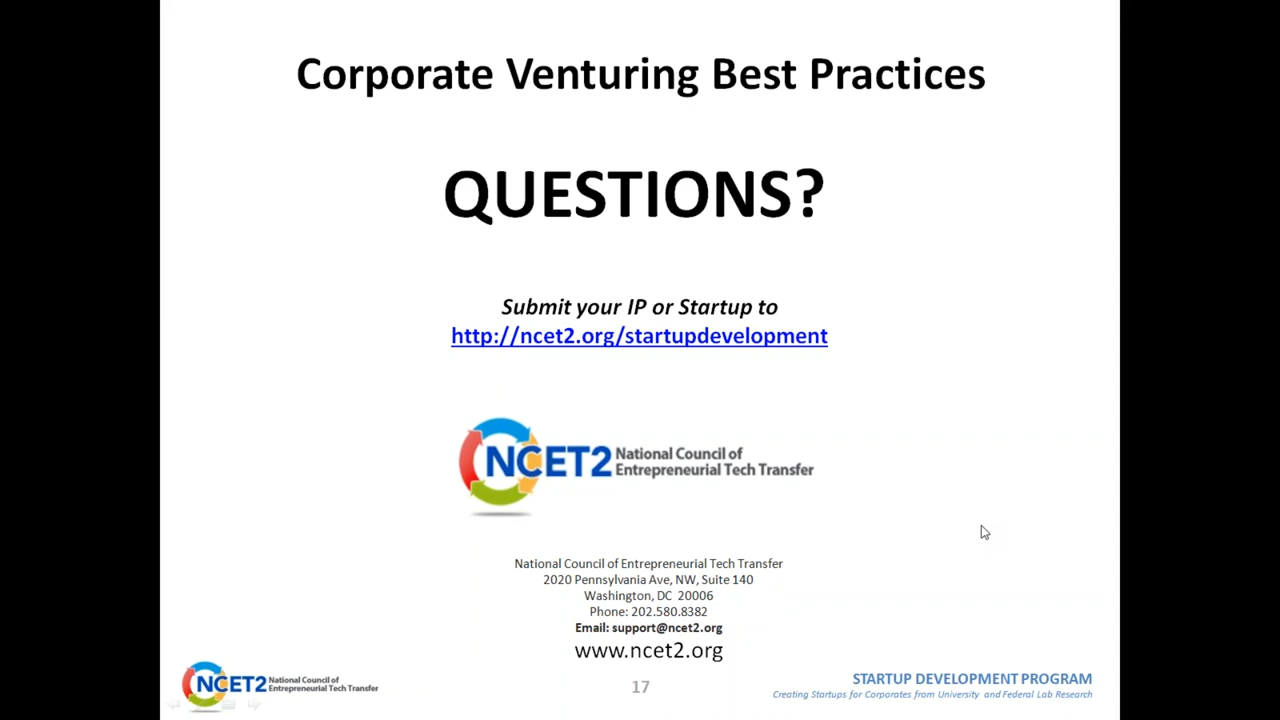 Corporate Venturing Best Practices
QUESTIONS?
Submit your IP or Startup to
http://ncet2.org/startupdevelopment
NCET2 National Council of
Entrepreneurial Tech Transfer
National Council of Entrepreneurial Tech Transfer
2020 Pennsylvania Ave, NW, Suite 140
Washington, DC 20006
Phone: 202.580.8382
Email: support@ncet2.org
www.ncet2.org
NCET2 National Council of
Entrepreneurial Tech Transfer
17
STARTUP DEVELOPMENT PROGRAM
Creating Startups for Corporates from University and Federal Lab Research